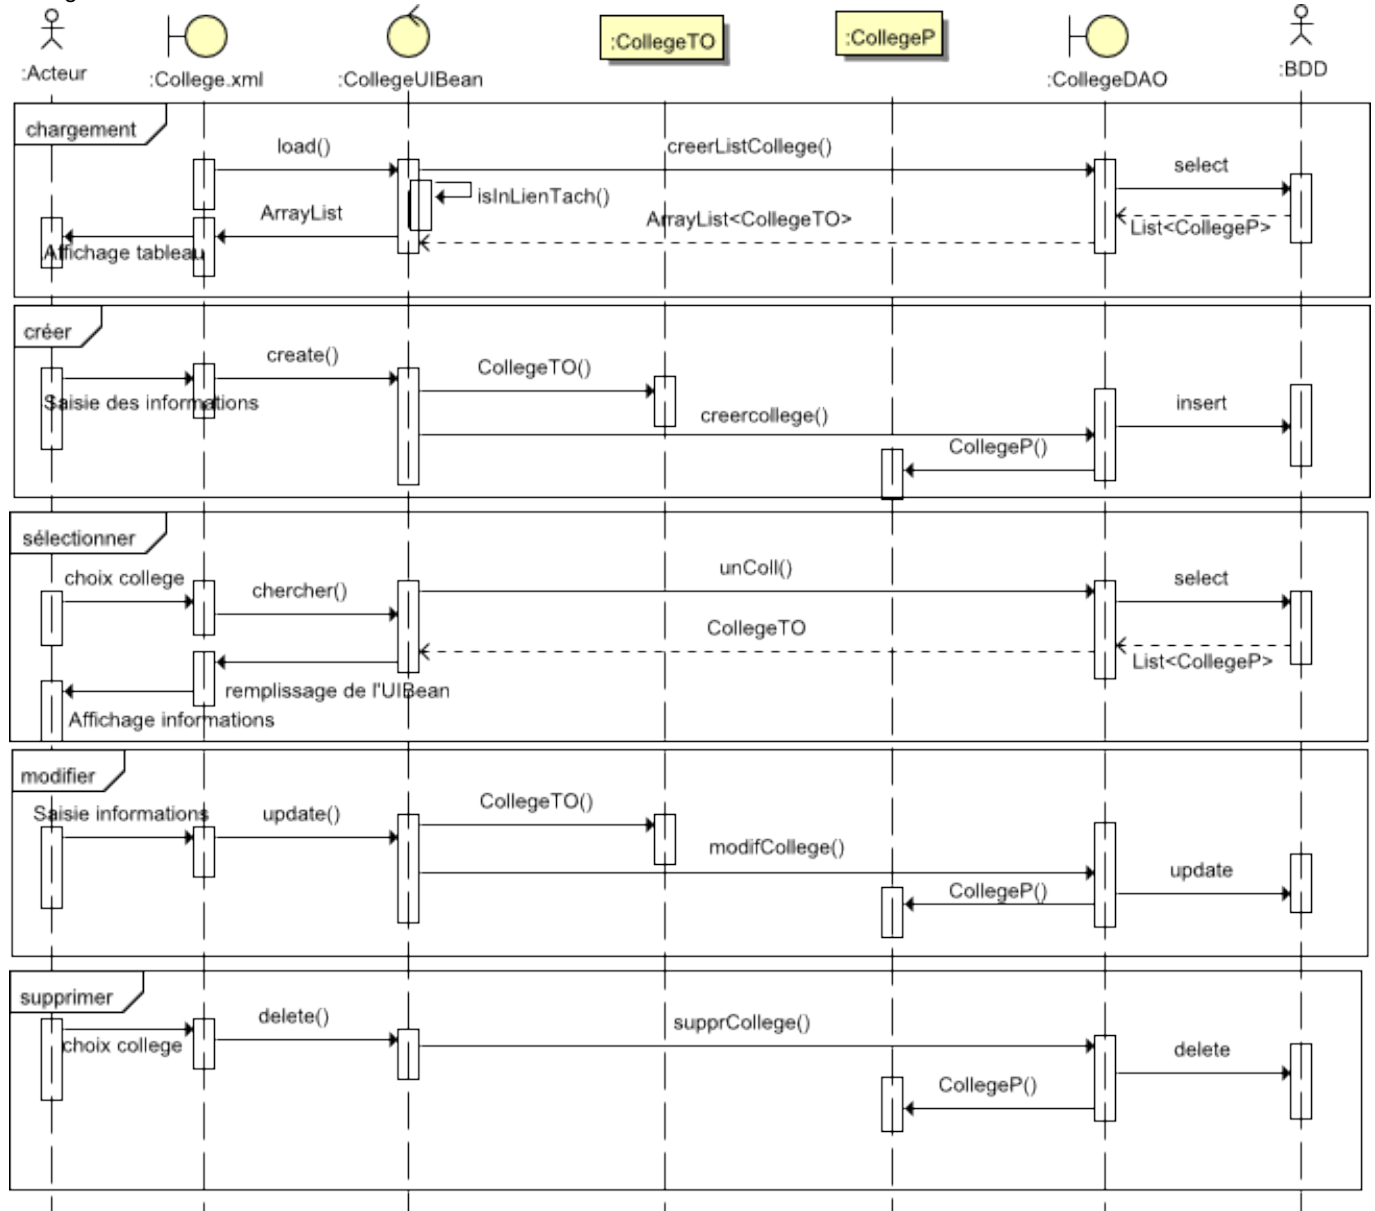 :Acteur
:College.xml
:CollegeUIBean
:CollegeTO
:CollegeP
:CollegeDAO
:BDD
chargement
load()
creerListCollege()
select
isInLienTach()
ArrayList
ArrayList<CollegeTO>
List<CollegeP>
Affichage tableau
créer
create()
CollegeTO()
Saisie des informations
creercollege()
insert
CollegeP()
sélectionner
choix college
chercher()
unColl()
select
CollegeTO
List<CollegeP>
remplissage de l'UIBean
Affichage informations
modifier
Saisie informations
update()
CollegeTO()
modifCollege()
update
CollegeP()
supprimer
delete()
supprCollege()
choix college
delete
CollegeP()